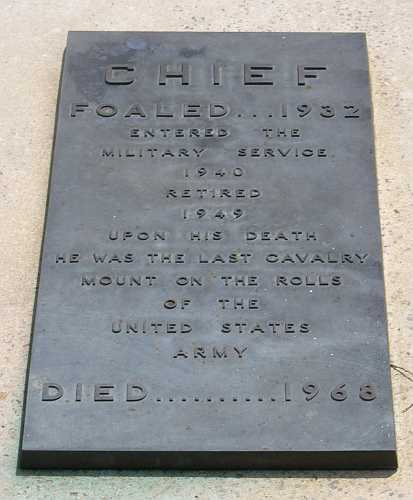 CHIEF
FOALED...1932
ENTERED THE
MILITARY SERVICE
1940
RETIRED
1949
UPON HIS DEATH
HE WAS THE LAST CAVALRY
MOUNT ON THE ROLLS
OF THE
UNITED STATES
ARMY
DIED..........1968